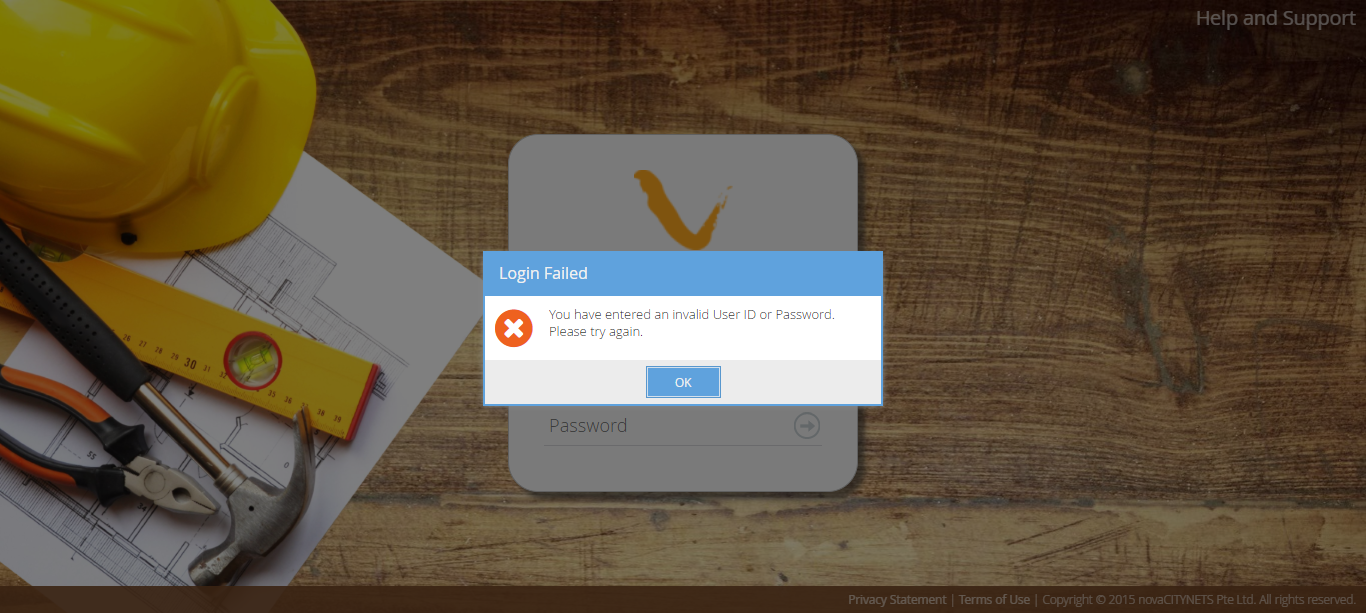 Help and Support
Login Failed
You have entered an invalid User ID or Password.
Please try again.
OK
Password
Privacy Statement | Terms of Use | Copyright © 2015 novaCITYNETS Pte Ltd. All rights reserved.